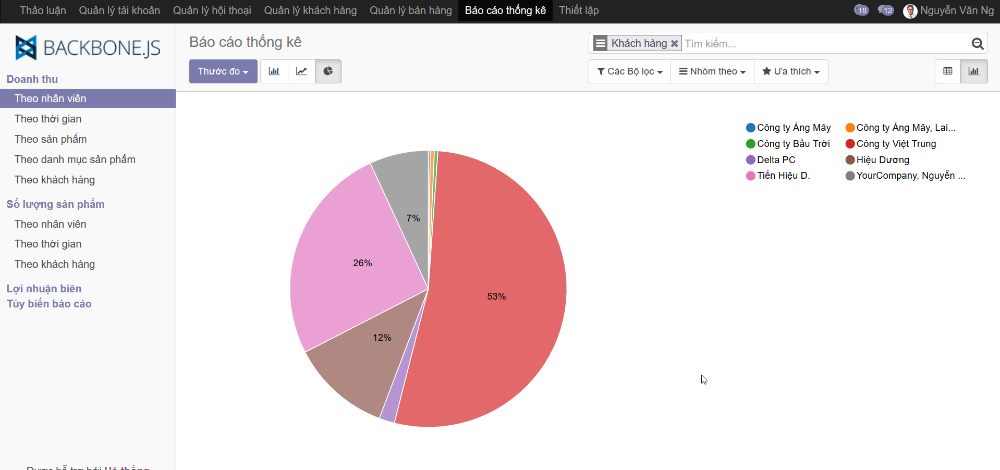 Thảo luận Quản lý tài khoản Quản lý hội thoại Quản lý khách hàng Quản lý bán hàng Báo cáo thống kê Thiết lập 18 12 Nguyễn Văn Ng
BACKBONE.JS
Doanh thu
Theo nhân viên
Theo thời gian
Theo sản phẩm
Theo danh mục sản phẩm
Theo khách hàng
Số lượng sản phẩm
Theo nhân viên
Theo thời gian
Theo khách hàng
Lợi nhuận biên
Tùy biến báo cáo
Được hỗ trợ bởi Hệ thống
Báo cáo thống kê
Khách hàng Tìm kiếm...
Thước đo
Các Bộ lọc Nhóm theo Ưa thích
Công ty Áng Mây Công ty Áng Mây, Lai...
Công ty Bầu Trời Công ty Việt Trung
Delta PC Hiệu Dương
Tiến Hiệu D. YourCompany, Nguyễn ...
7%
26%
53%
12%